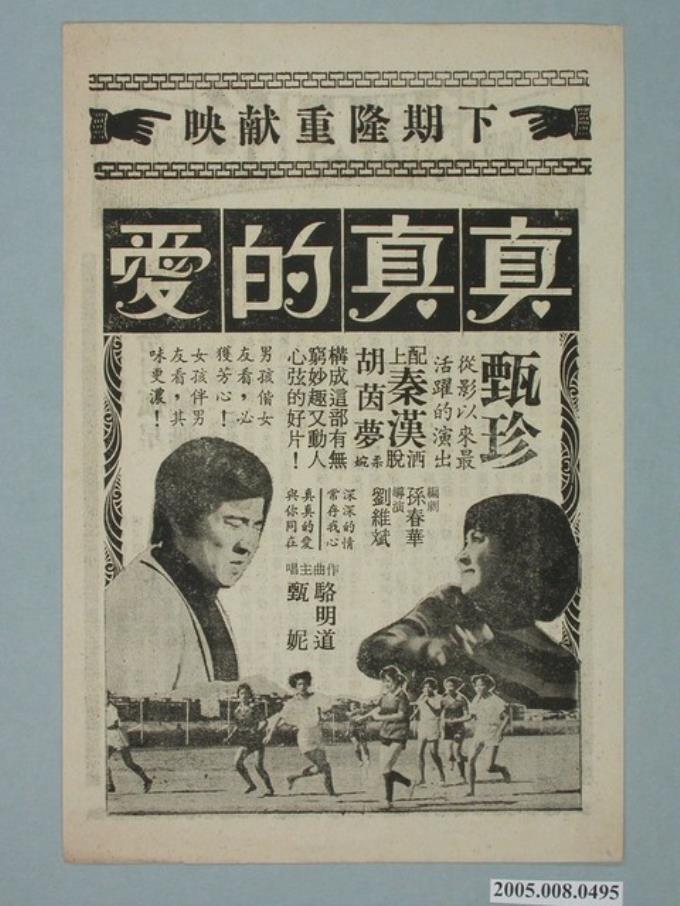 下期隆重献映
真真的愛
甄珍
從影以來最
活躍的演出
配秦漢洒
上胡茵夢脫
柔婉
構成這部有無
窮妙趣又動人
心弦的好片！
男孩偕女
友看，必
獲芳心！
女孩伴男
友看，其
味更濃！
編劇 孫春華
導演 劉維斌
深深的情
常存我心
真真的愛
與你同在
作曲 駱明道
主唱 甄妮
2005.008.0495